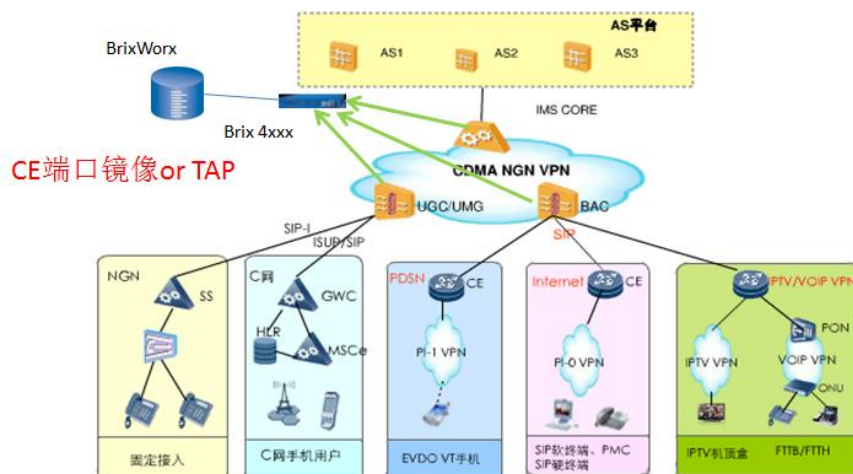 AS平台
BrixWorx
AS1
AS2
AS3
IMS CORE
Brix 4xxx
CDMA NGN VPN
CE端口镜像or TAP
UGC/UMG
BAC
SIP-I
ISUP/SIP
SIP
NGN
SS
固定接入
C网
GWC
HLR
MSCe
C网手机用户
PDSN
CE
PI-1 VPN
EVDO VT手机
Internet
CE
PI-0 VPN
SIP软终端、PMC
SIP硬终端
IPTV/VOIP VPN
PON
IPTV VPN
VOIP VPN
ONU
IPTV机顶盒
FTTB/FTTH